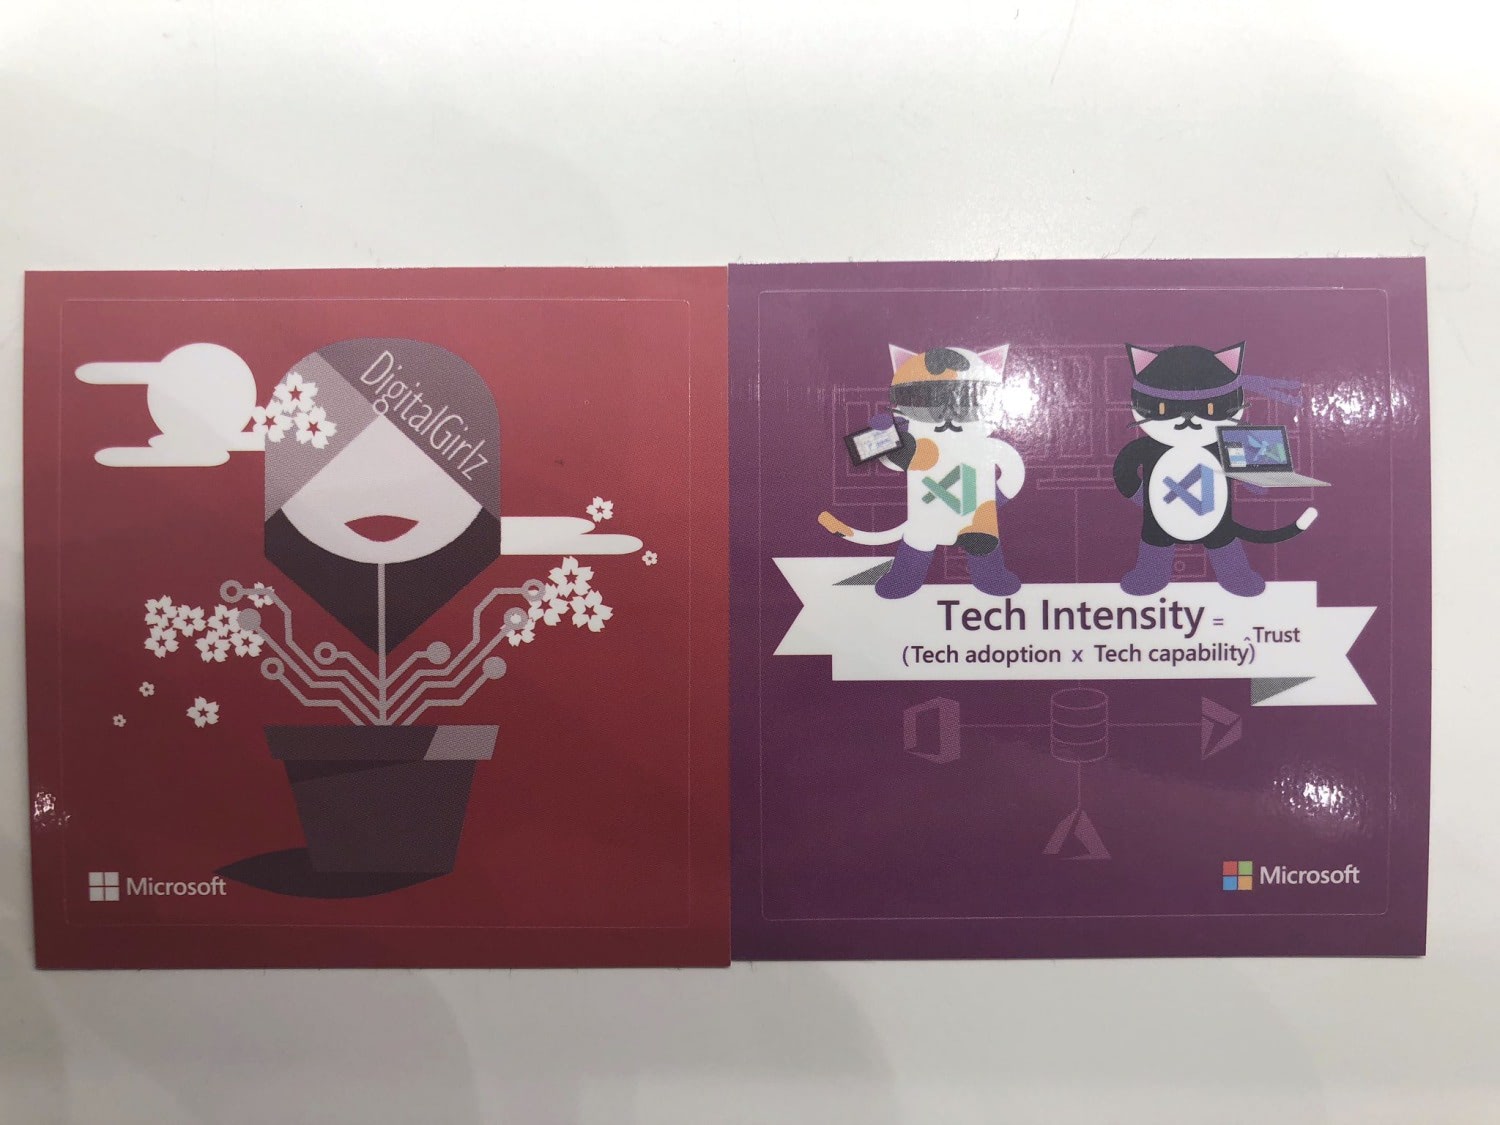 DigitalGirlz
Microsoft
Tech Intensity =
(Tech adoption x Tech capability)^Trust
Microsoft